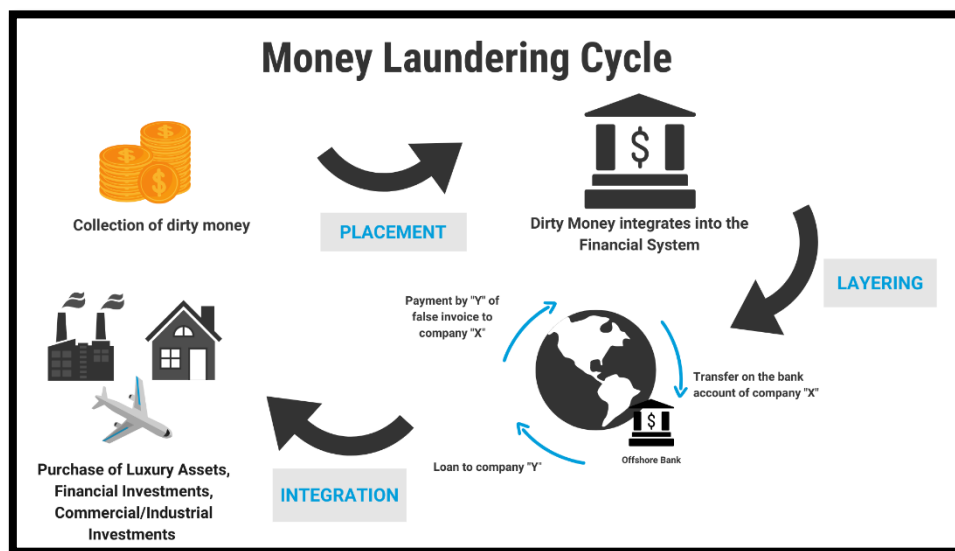 Money Laundering Cycle
Collection of dirty money
PLACEMENT
Dirty Money integrates into the
Financial System
LAYERING
Payment by "Y" of
false invoice to
company "X"
Transfer on the bank
account of company "X"
Offshore Bank
Loan to company "Y"
INTEGRATION
Purchase of Luxury Assets,
Financial Investments,
Commercial/Industrial
Investments